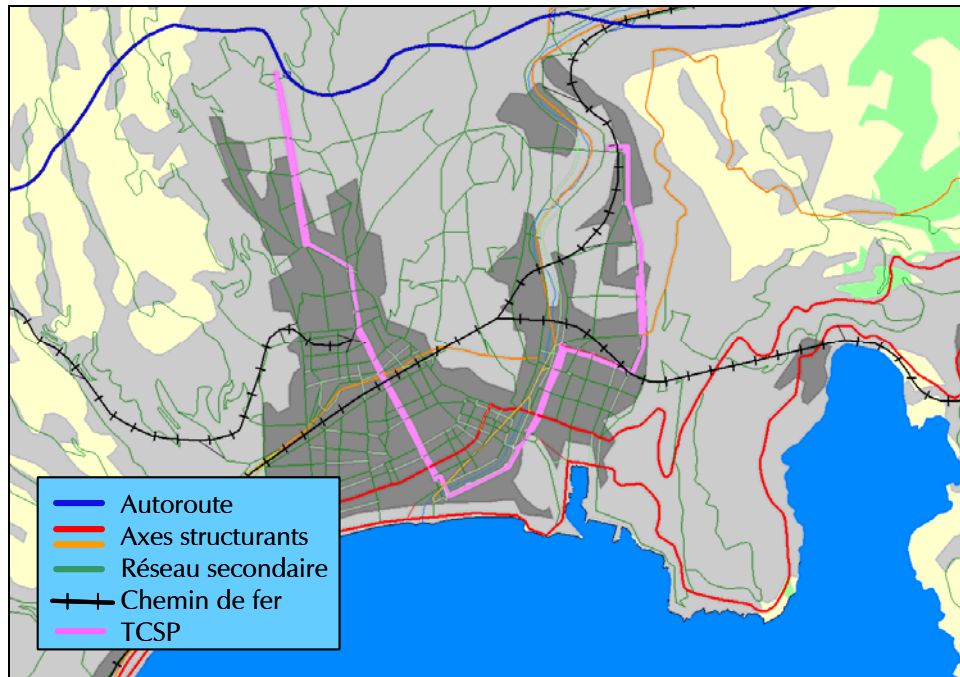 Autoroute
Axes structurants
Réseau secondaire
Chemin de fer
TCSP